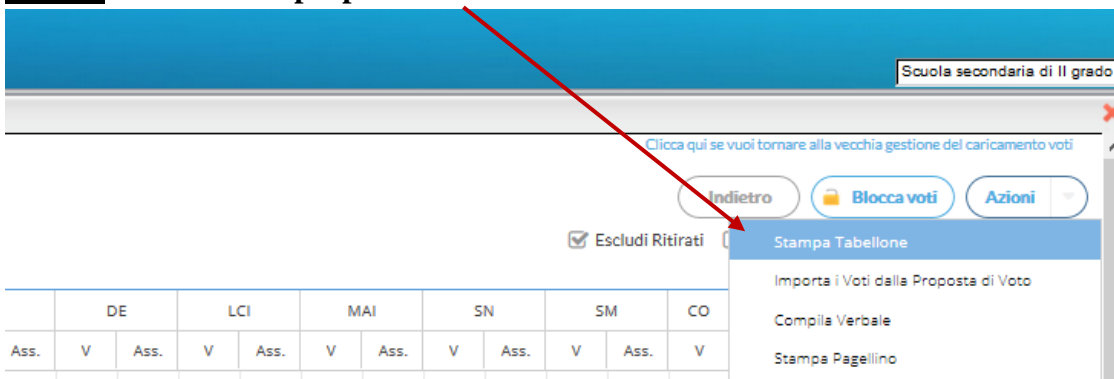 Scuola secondaria di II grado
Clicca qui se vuoi tornare alla vecchia gestione del caricamento voti
Indietro Blocca voti Azioni
Escludi Ritirati Stampa Tabellone
Importa i Voti dalla Proposta di Voto
Compila Verbale
Stampa Pagellino
DE LCI MAI SN SM CO
Ass. V Ass. V Ass. V Ass. V Ass. V Ass. V